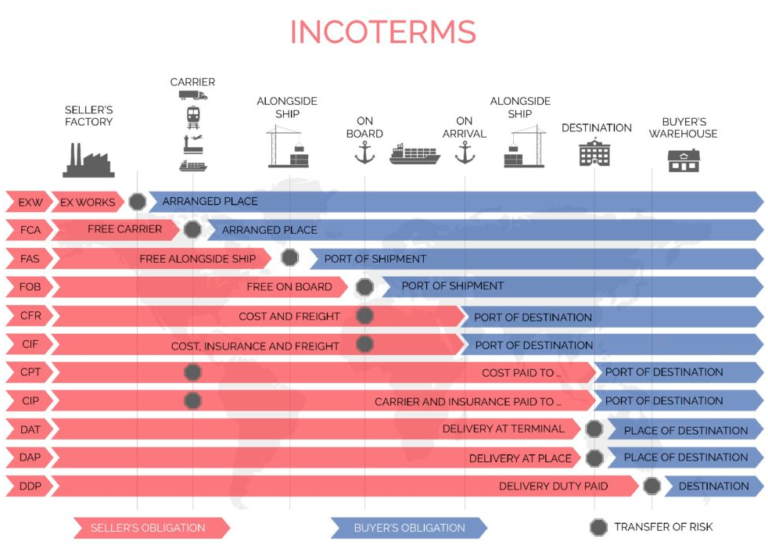 INCOTERMS
SELLER'S
FACTORY
CARRIER
ALONGSIDE
SHIP
ON
BOARD
ON
ARRIVAL
ALONGSIDE
SHIP
DESTINATION
BUYER'S
WAREHOUSE
EXW EX WORKS ARRANGED PLACE
FCA FREE CARRIER ARRANGED PLACE
FAS FREE ALONGSIDE SHIP PORT OF SHIPMENT
FOB FREE ON BOARD PORT OF SHIPMENT
CFR COST AND FREIGHT PORT OF DESTINATION
CIF COST, INSURANCE AND FREIGHT PORT OF DESTINATION
CPT COST PAID TO ... PORT OF DESTINATION
CIP CARRIER AND INSURANCE PAID TO ... PORT OF DESTINATION
DAT DELIVERY AT TERMINAL PLACE OF DESTINATION
DAP DELIVERY AT PLACE PLACE OF DESTINATION
DDP DELIVERY DUTY PAID DESTINATION
SELLER'S OBLIGATION BUYER'S OBLIGATION TRANSFER OF RISK